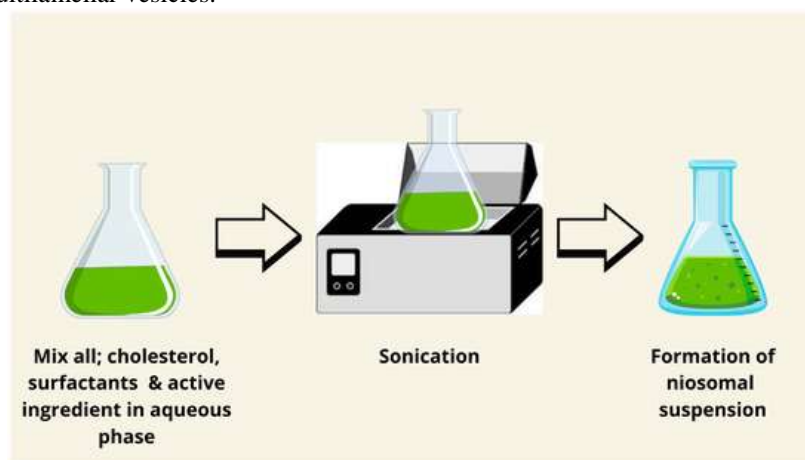 Mix all; cholesterol,
surfactants & active
ingredient in aqueous
phase
Sonication
Formation of
niosomal
suspension